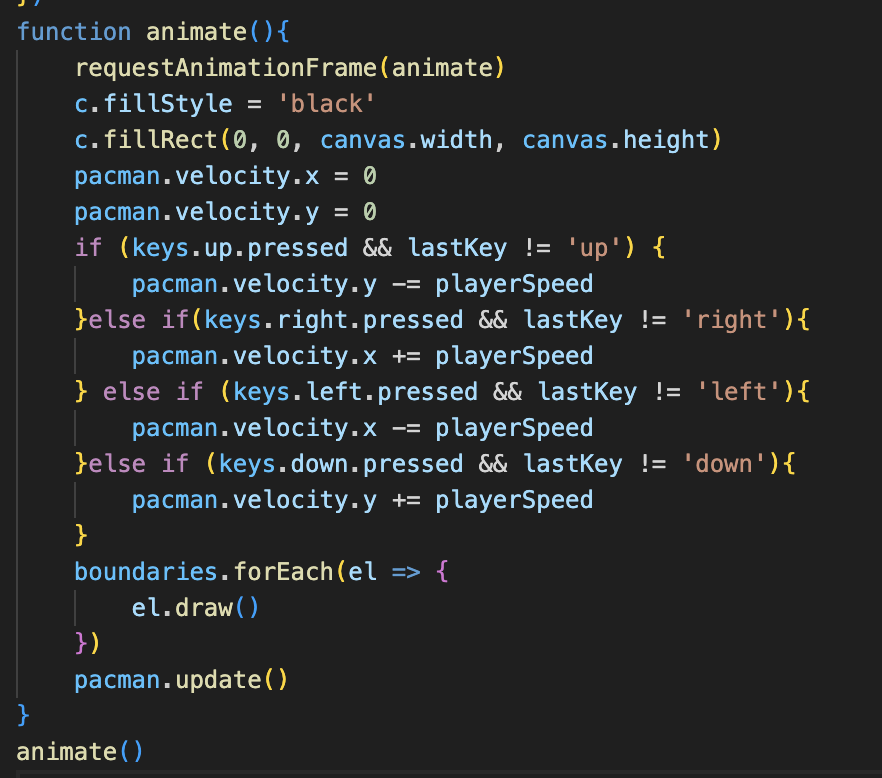 })
function animate(){
requestAnimationFrame(animate)
c.fillStyle = 'black'
c.fillRect(0, 0, canvas.width, canvas.height)
pacman.velocity.x = 0
pacman.velocity.y = 0
if (keys.up.pressed && lastKey != 'up') {
pacman.velocity.y -= playerSpeed
}else if(keys.right.pressed && lastKey != 'right'){
pacman.velocity.x += playerSpeed
} else if (keys.left.pressed && lastKey != 'left'){
pacman.velocity.x -= playerSpeed
}else if (keys.down.pressed && lastKey != 'down'){
pacman.velocity.y += playerSpeed
}
boundaries.forEach(el => {
el.draw()
})
pacman.update()
}
animate()